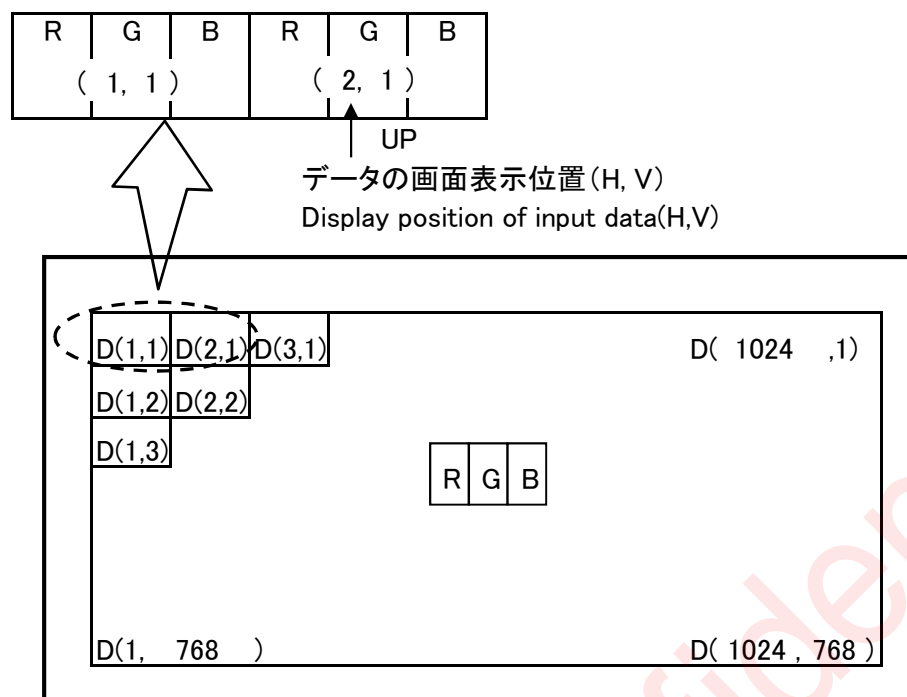 R G B R G B
( 1, 1 ) ( 2, 1 )
UP
データの画面表示位置(H, V)
Display position of input data(H,V)
D(1,1) D(2,1) D(3,1) D( 1024 ,1)
D(1,2) D(2,2)
D(1,3)
R G B
D(1, 768 ) D( 1024 , 768 )